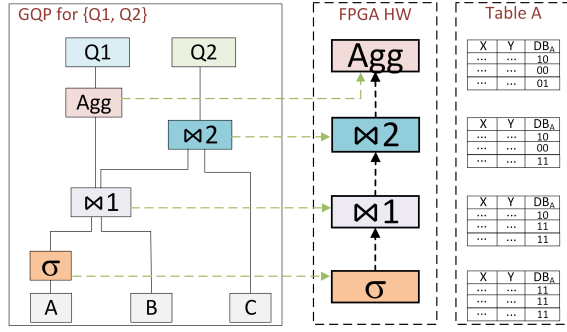 GQP for {Q1, Q2}
Q1
Q2
Agg
⋈2
⋈1
σ
A
B
C
FPGA HW
Agg
⋈2
⋈1
σ
Table A
X Y DBA
... ... 10
... ... 00
... ... 01
X Y DBA
... ... 10
... ... 00
... ... 11
X Y DBA
... ... 10
... ... 11
... ... 11
X Y DBA
... ... 11
... ... 11
... ... 11